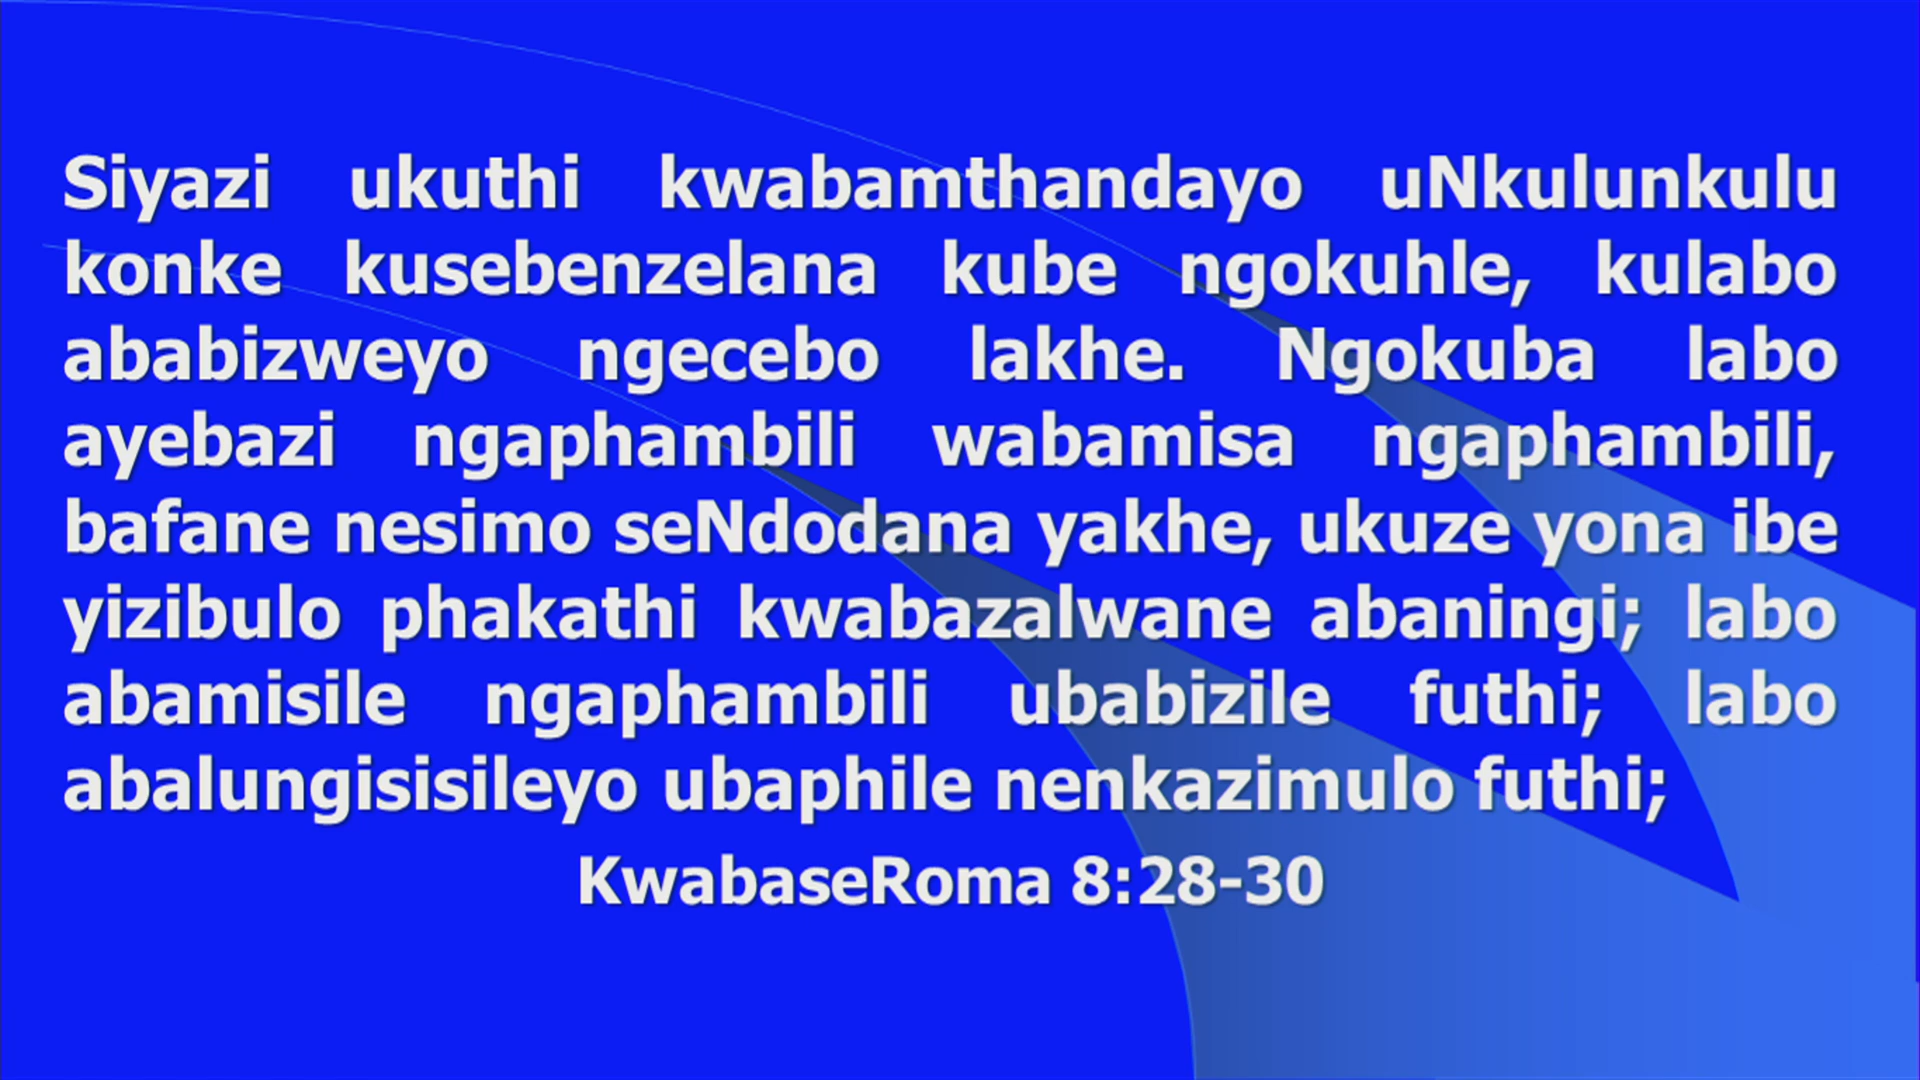 Siyazi ukuthi kwabamthandayo uNkulunkulu
konke kusebenzelana kube ngokuhle, kulabo
ababizweyo ngecebo lakhe. Ngokuba labo
ayebazi ngaphambili wabamisa ngaphambili,
bafane nesimo seNdodana yakhe, ukuze yona ibe
yizibulo phakathi kwabazalwane abaningi; labo
abamisile ngaphambili ubabizile futhi; labo
abalungisisileyo ubaphile nenkazimulo futhi;
KwabaseRoma 8:28-30